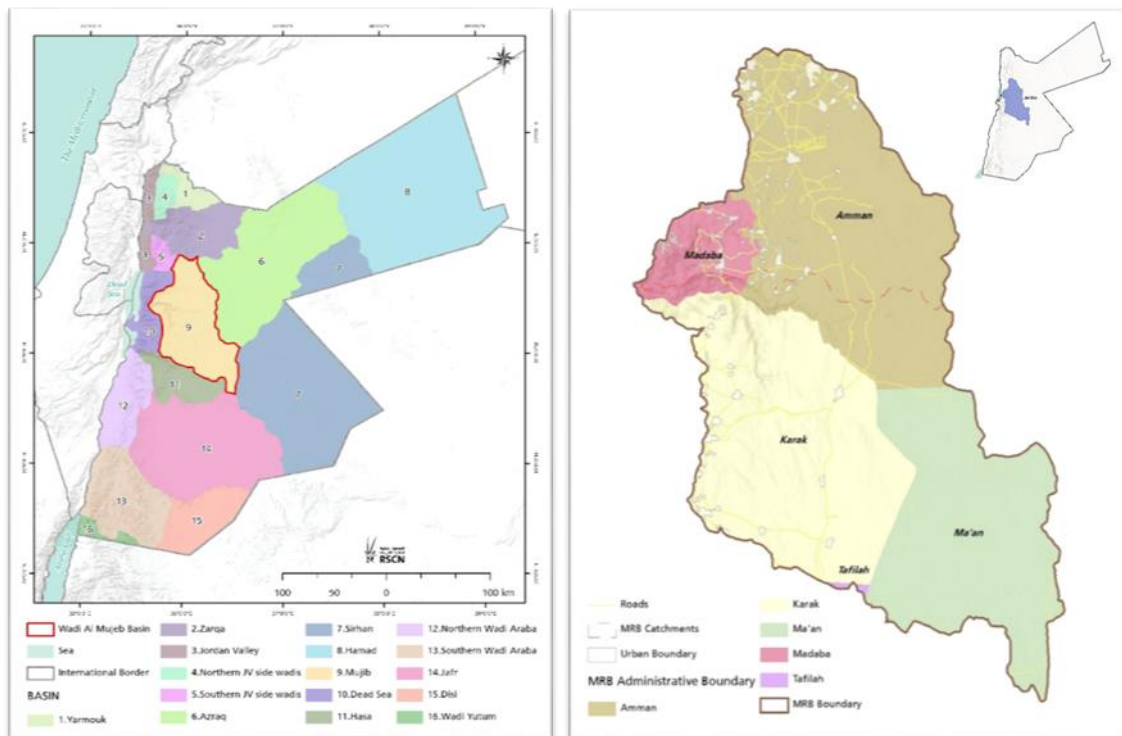 The Mediterranean
Dead
Sea
1
2
3
3
4
5
6
7
7
8
9
10
11
12
13
14
15
16
RSCN
100 50 0 100 km
Wadi Al Mujeb Basin
Sea
International Border
BASIN
1.Yarmouk
2.Zarqa
3.Jordan Valley
4.Northern JV side wadis
5.Southern JV side wadis
6.Azraq
7.Sirhan
8.Hamad
9.Mujib
10.Dead Sea
11.Hasa
12.Northern Wadi Araba
13.Southern Wadi Araba
14.Jafr
15.Disi
16.Wadi Yutum
Amman
Madaba
Karak
Ma'an
Tafilah
Roads
MRB Catchments
Urban Boundary
MRB Administrative Boundary
Amman
Karak
Ma'an
Madaba
Tafilah
MRB Boundary